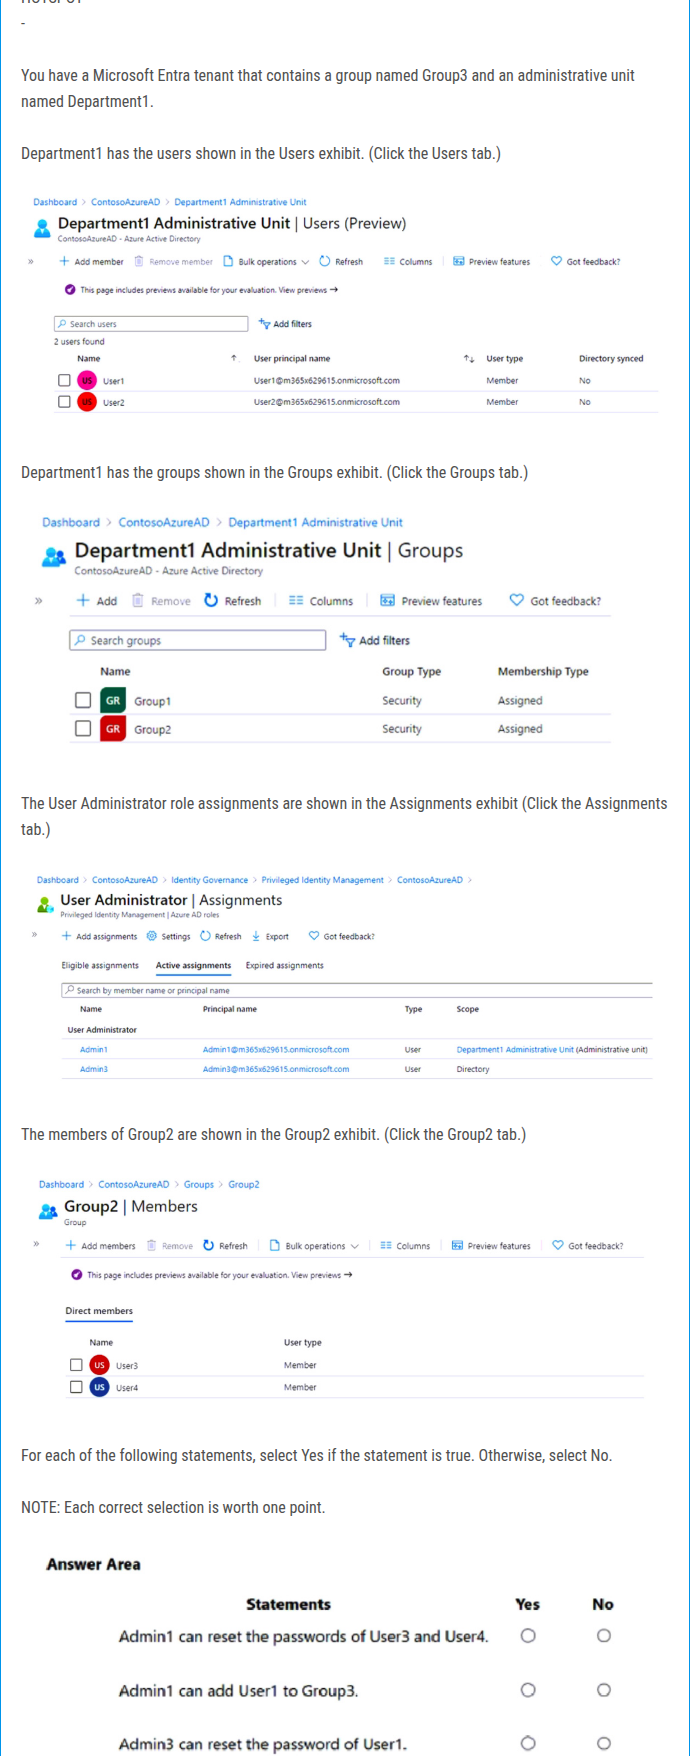 -
You have a Microsoft Entra tenant that contains a group named Group3 and an administrative unit
named Department1.
Department1 has the users shown in the Users exhibit. (Click the Users tab.)
Dashboard > ContosoAzureAD > Department1 Administrative Unit
Department1 Administrative Unit | Users (Preview)
ContosoAzureAD - Azure Active Directory
» + Add member Remove member Bulk operations Refresh Columns Preview features Got feedback?
This page includes previews available for your evaluation. View previews →
Search users Add filters
2 users found
Name ↑ User principal name ↑↓ User type Directory synced
US User1 User1@m365x629615.onmicrosoft.com Member No
US User2 User2@m365x629615.onmicrosoft.com Member No
Department1 has the groups shown in the Groups exhibit. (Click the Groups tab.)
Dashboard > ContosoAzureAD > Department1 Administrative Unit
Department1 Administrative Unit | Groups
ContosoAzureAD - Azure Active Directory
» + Add Remove Refresh Columns Preview features Got feedback?
Search groups Add filters
Name Group Type Membership Type
GR Group1 Security Assigned
GR Group2 Security Assigned
The User Administrator role assignments are shown in the Assignments exhibit (Click the Assignments
tab.)
Dashboard > ContosoAzureAD > Identity Governance > Privileged Identity Management > ContosoAzureAD >
User Administrator | Assignments
Privileged Identity Management | Azure AD roles
» + Add assignments Settings Refresh Export Got feedback?
Eligible assignments Active assignments Expired assignments
Search by member name or principal name
Name Principal name Type Scope
User Administrator
Admin1 Admin1@m365x629615.onmicrosoft.com User Department1 Administrative Unit (Administrative unit)
Admin3 Admin3@m365x629615.onmicrosoft.com User Directory
The members of Group2 are shown in the Group2 exhibit. (Click the Group2 tab.)
Dashboard > ContosoAzureAD > Groups > Group2
Group2 | Members
Group
» + Add members Remove Refresh Bulk operations Columns Preview features Got feedback?
This page includes previews available for your evaluation. View previews →
Direct members
Name User type
US User3 Member
US User4 Member
For each of the following statements, select Yes if the statement is true. Otherwise, select No.
NOTE: Each correct selection is worth one point.
Answer Area
Statements Yes No
Admin1 can reset the passwords of User3 and User4.
Admin1 can add User1 to Group3.
Admin3 can reset the password of User1.